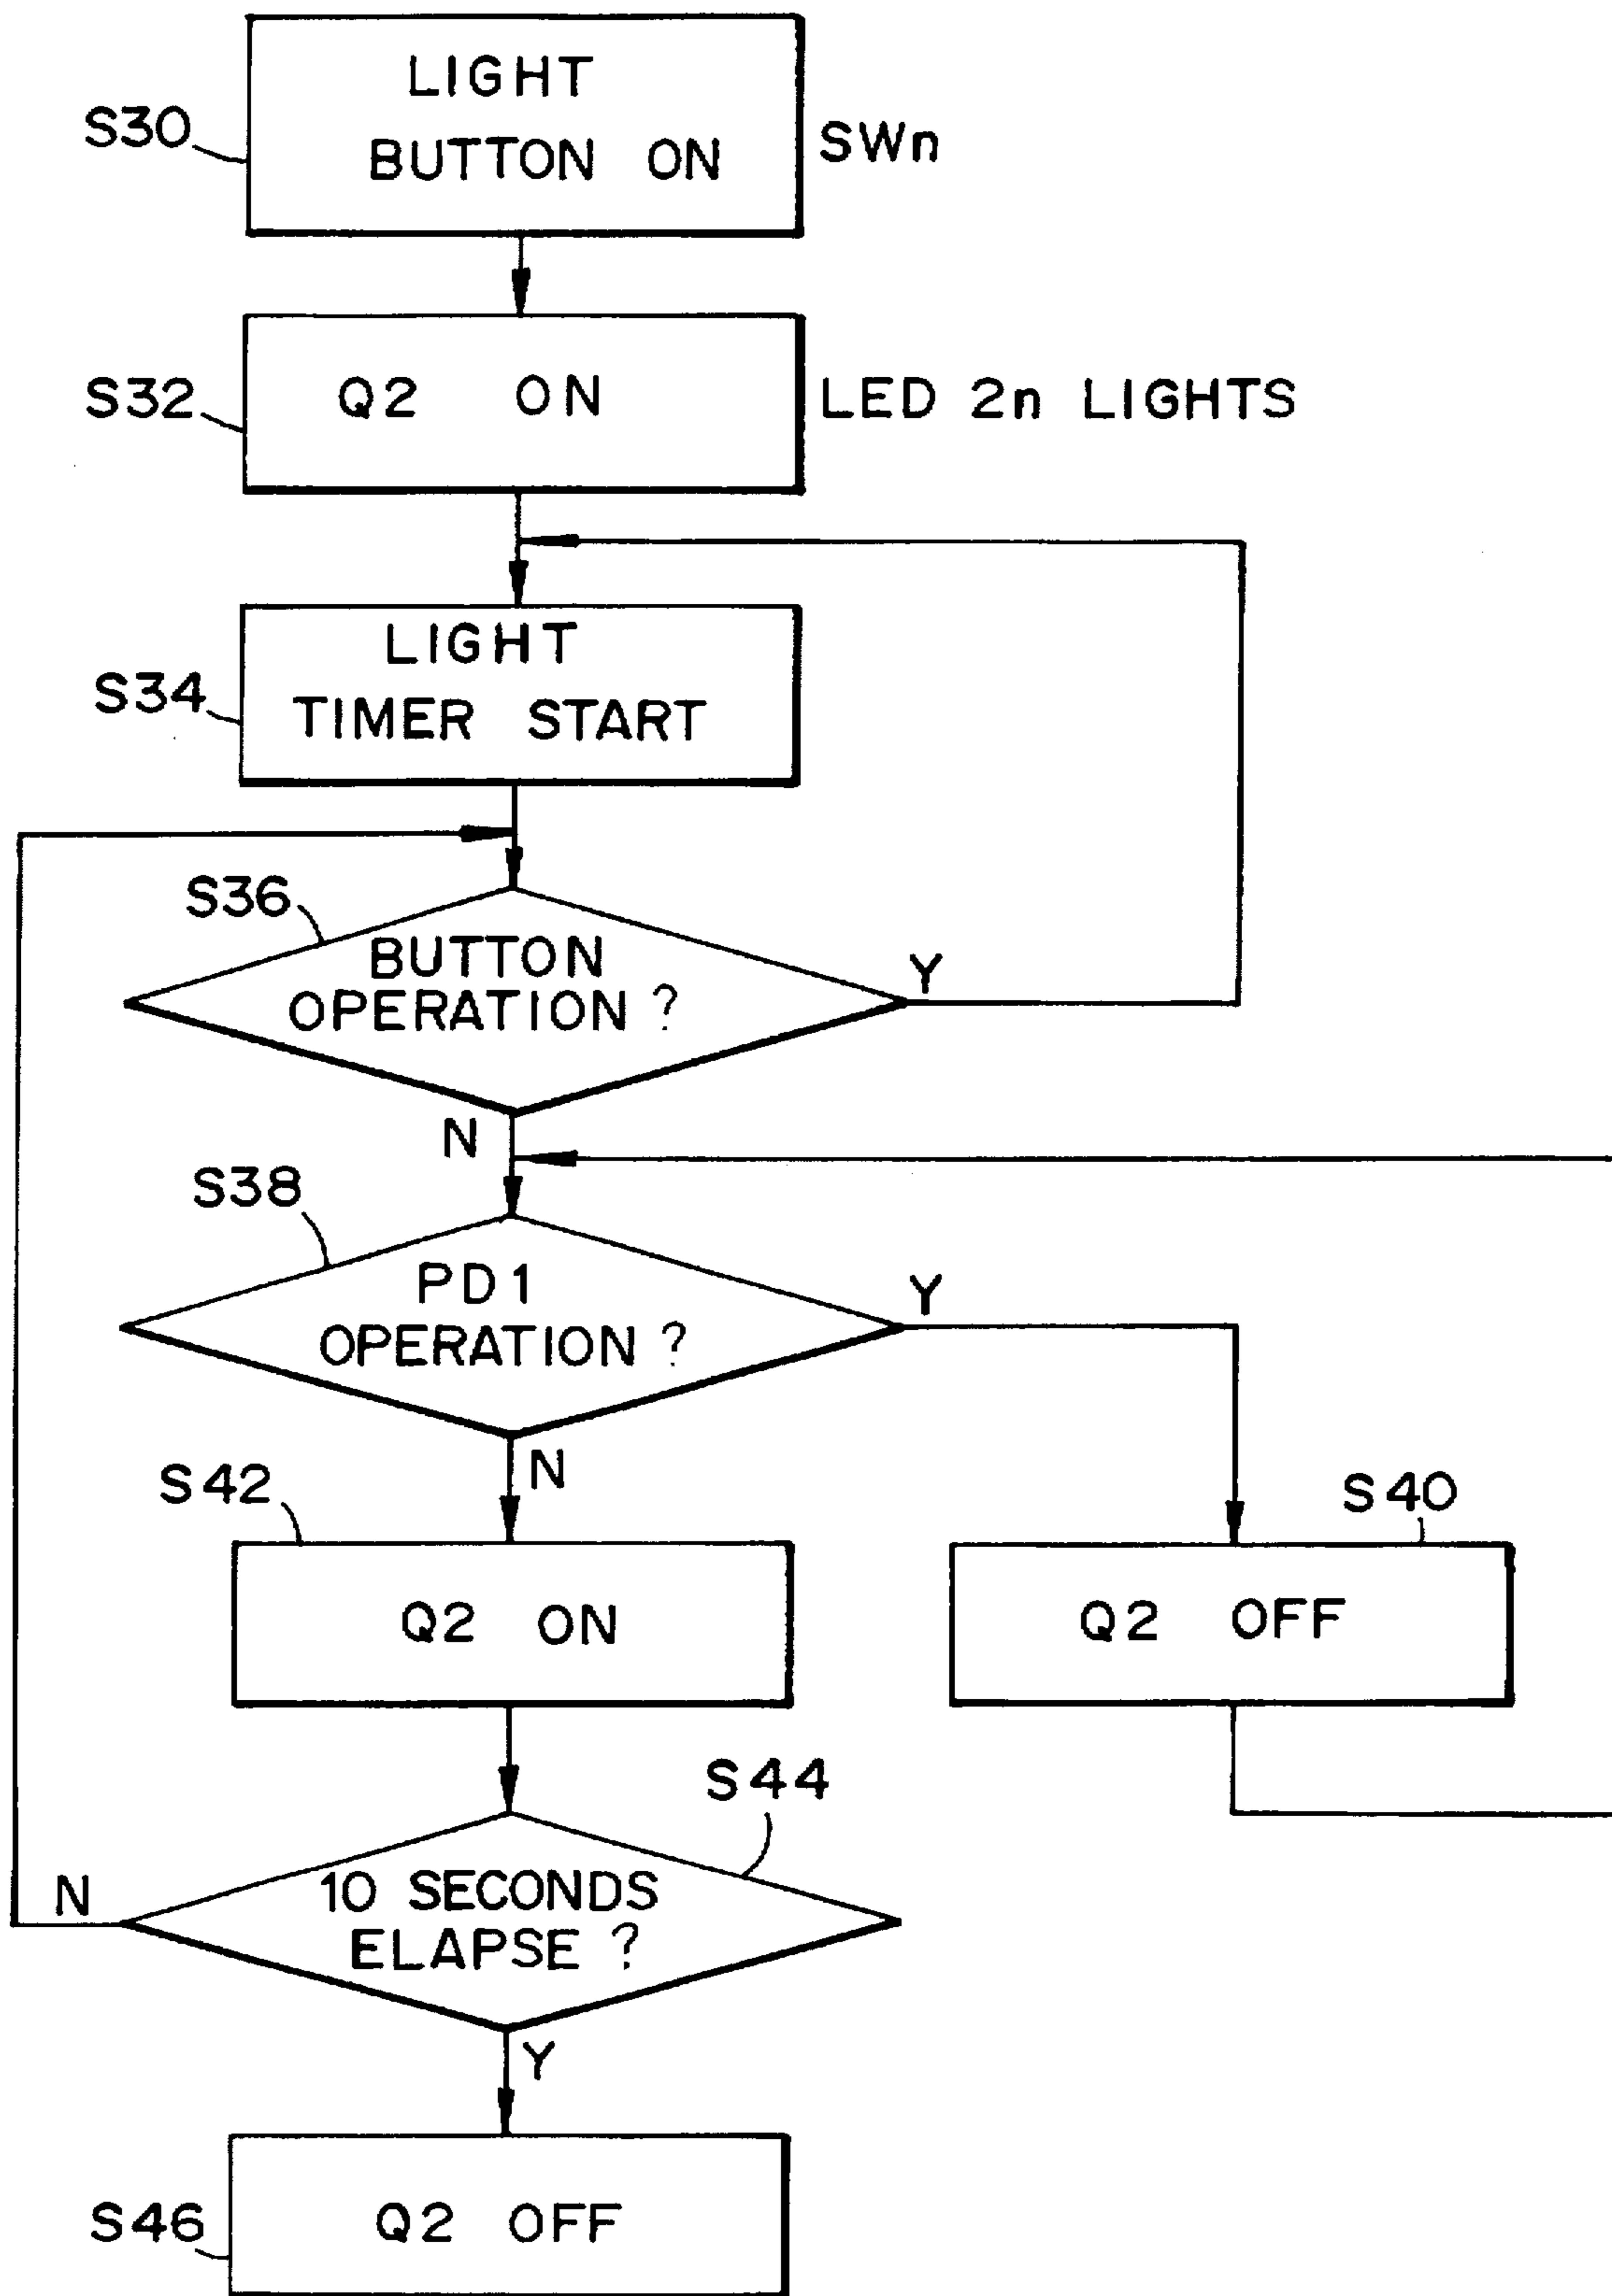 LIGHT
BUTTON ON
S30
SWn
Q2 ON
S32
LED 2n LIGHTS
LIGHT
TIMER START
S34
S36
BUTTON
OPERATION ?
Y
N
S38
PD1
OPERATION ?
Y
N
S42
S40
Q2 ON
Q2 OFF
S44
10 SECONDS
ELAPSE ?
N
Y
S46
Q2 OFF